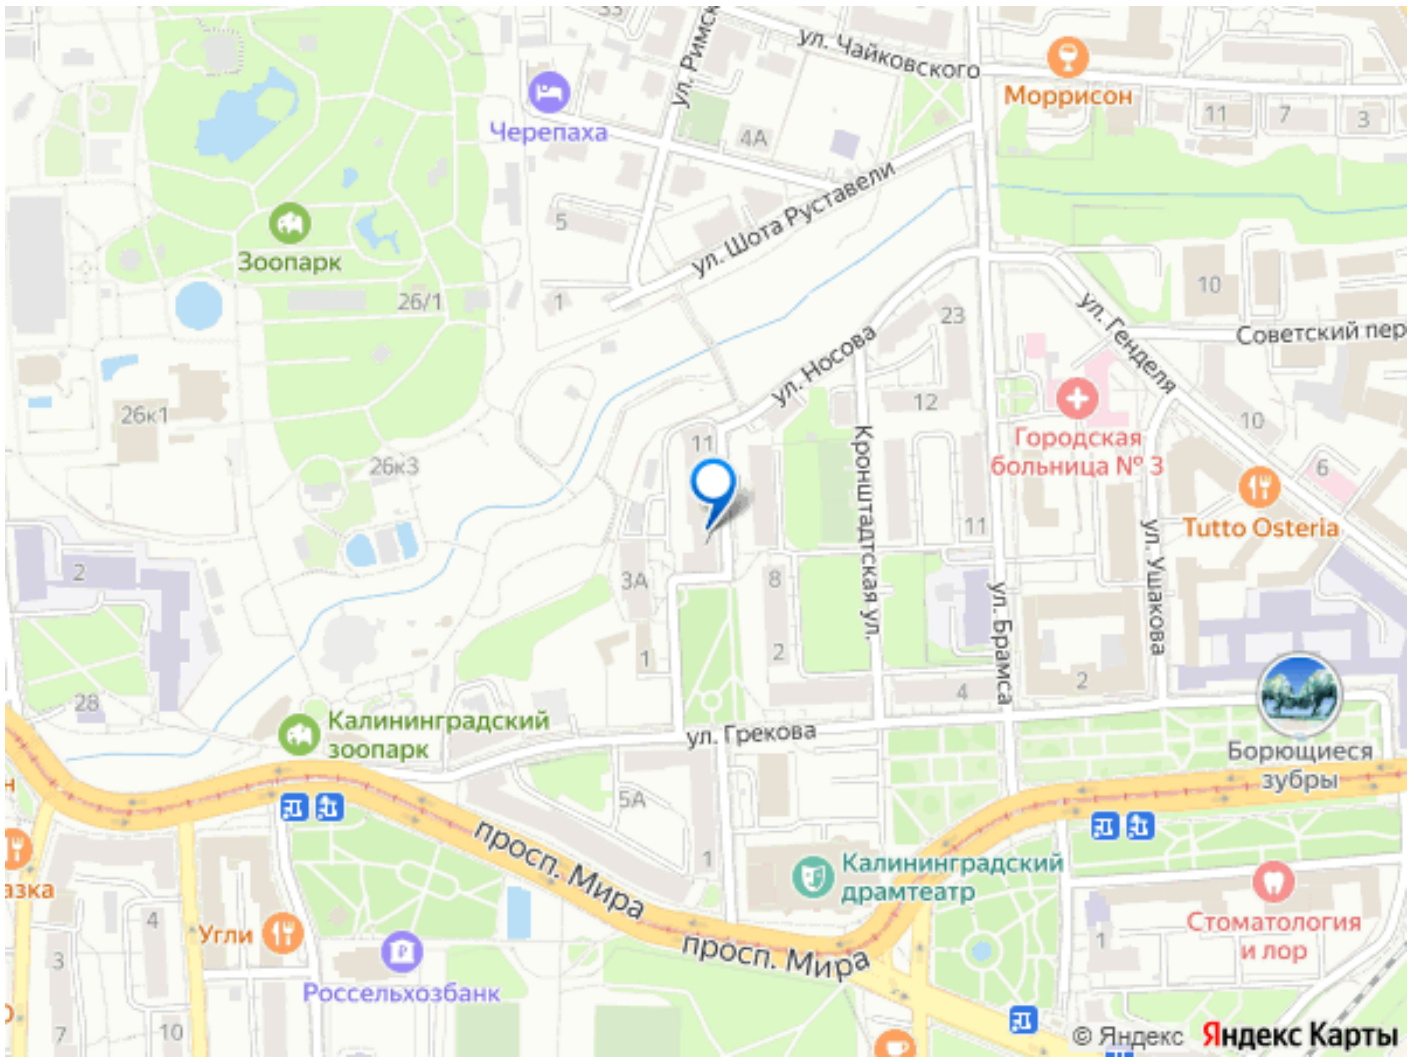 33
ул. Римск
ул. Чайковского
Моррисон
11
7
3
Черепаха
4А
ул. Шота Руставели
5
Зоопарк
26/1
1
10
ул. Генделя
Советский пер
23
ул. Носова
12
26к1
11
Кронштадтская ул.
Городская
больница № 3
10
6
26к3
Tutto Osteria
11
ул. Ушакова
2
3А
8
ул. Брамса
1
2
4
2
28
Калининградский
зоопарк
ул. Грекова
Борющиеся
зубры
н
5А
просп. Мира
1
Калининградский
драмтеатр
азка
4
Угли
просп. Мира
Стоматология
и лор
1
3
Россельхозбанк
7
10
© Яндекс
Яндекс Карты